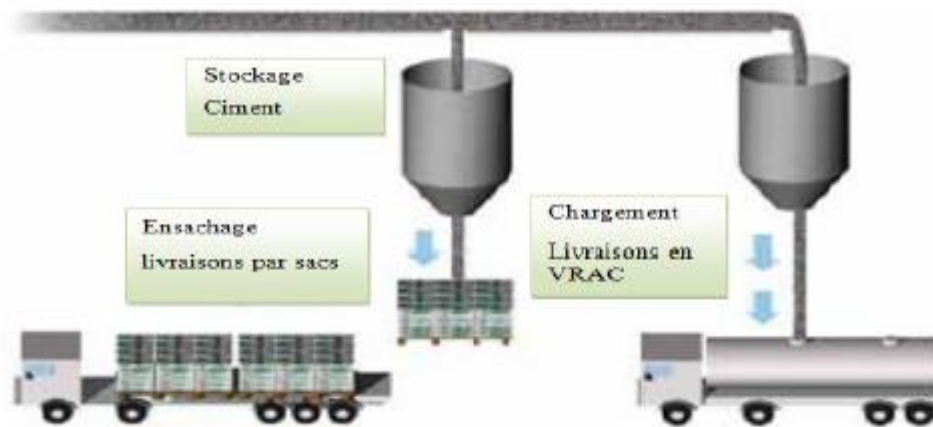 Stockage
Ciment
Ensachage
livraisons par sacs
Chargement
Livraisons en
VRAC